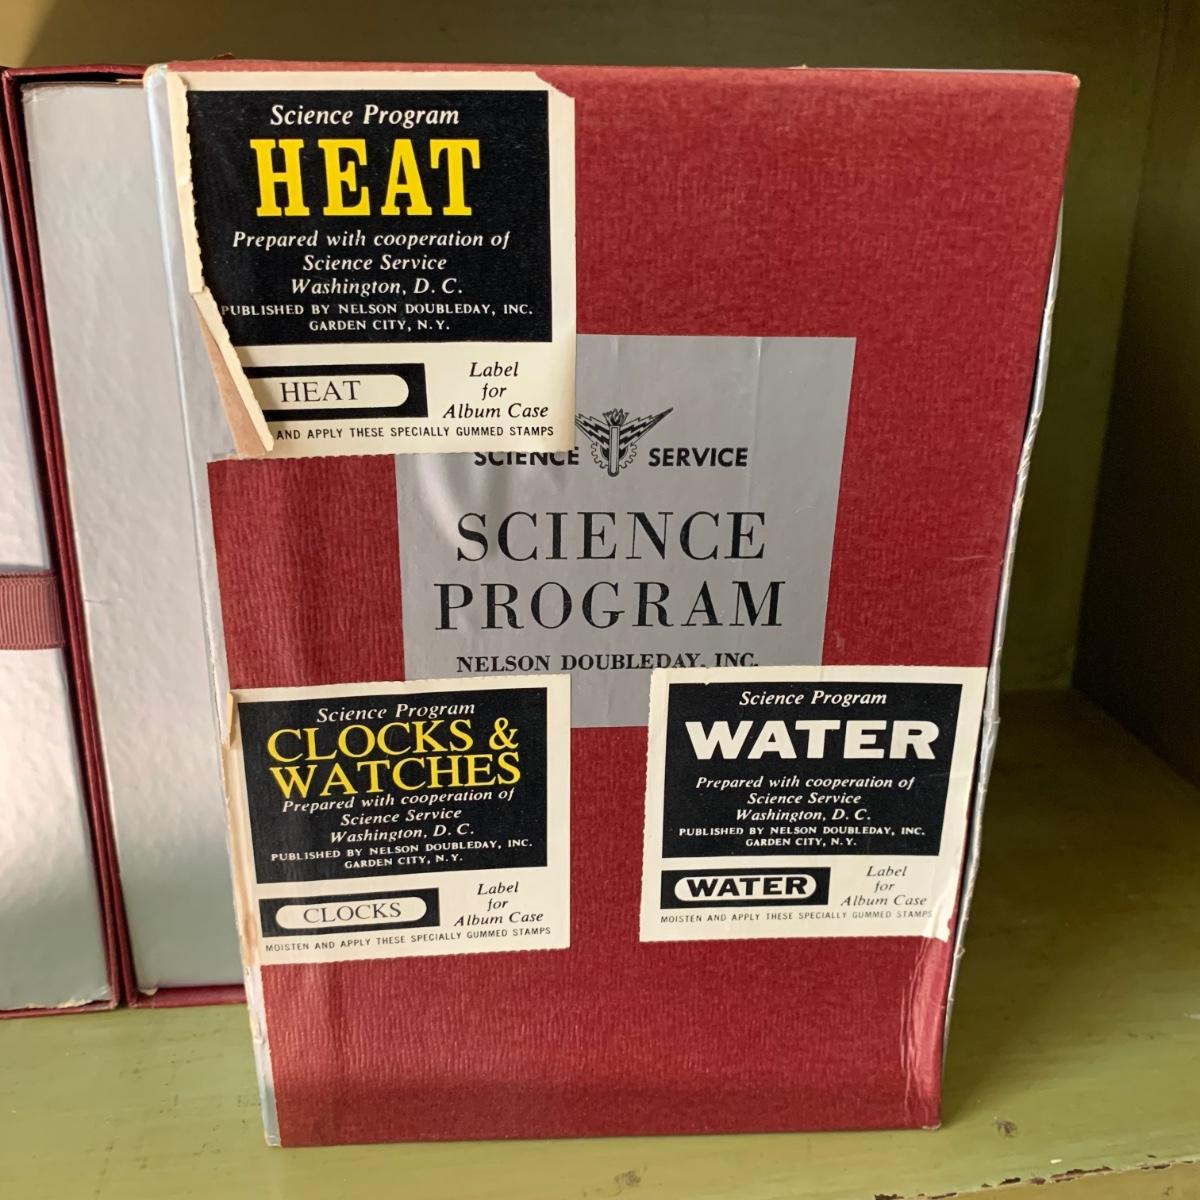 Science Program
HEAT
Prepared with cooperation of
Science Service
Washington, D. C.
PUBLISHED BY NELSON DOUBLEDAY, INC.
GARDEN CITY, N. Y.
HEAT
Label
for
Album Case
AND APPLY THESE SPECIALLY GUMMED STAMPS
SCIENCE SERVICE
SCIENCE
PROGRAM
NELSON DOUBLEDAY, INC.
Science Program
CLOCKS &
WATCHES
Prepared with cooperation of
Science Service
Washington, D. C.
PUBLISHED BY NELSON DOUBLEDAY, INC.
GARDEN CITY, N. Y.
CLOCKS
Label
for
Album Case
MOISTEN AND APPLY THESE SPECIALLY GUMMED STAMPS
Science Program
WATER
Prepared with cooperation of
Science Service
Washington, D. C.
PUBLISHED BY NELSON DOUBLEDAY, INC.
GARDEN CITY, N. Y.
WATER
Label
for
Album Case
MOISTEN AND APPLY THESE SPECIALLY GUMMED STAMPS